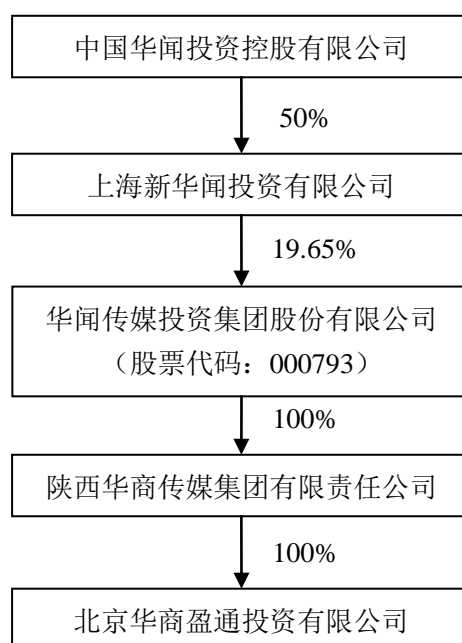 中国华闻投资控股有限公司
50%
上海新华闻投资有限公司
19.65%
华闻传媒投资集团股份有限公司
（股票代码：000793）
100%
陕西华商传媒集团有限责任公司
100%
北京华商盈通投资有限公司